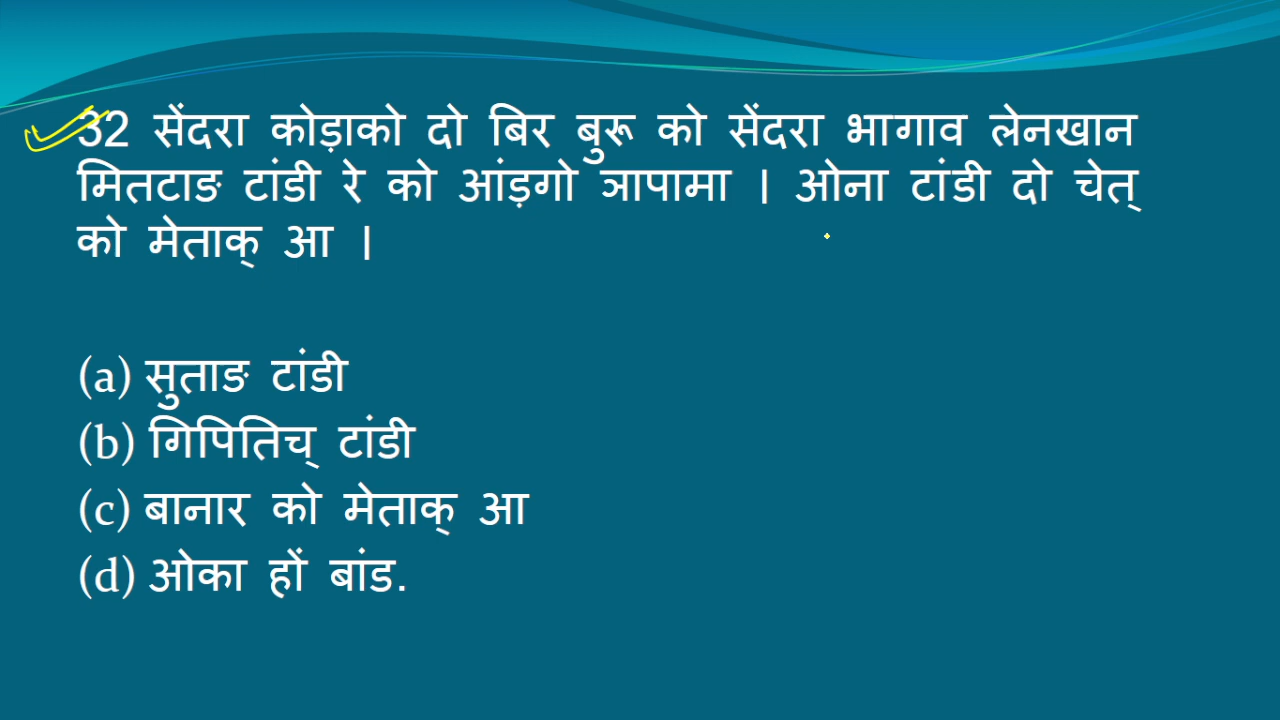 32 सेंदरा कोड़ाको दो बिर बुरू को सेंदरा भागाव लेनखान
मितटाङ टांडी रे को आंड़गो ञापामा । ओना टांडी दो चेत्
को मेताक् आ ।
(a) सुताङ टांडी
(b) गिपितिच् टांडी
(c) बानार को मेताक् आ
(d) ओका हों बांड.